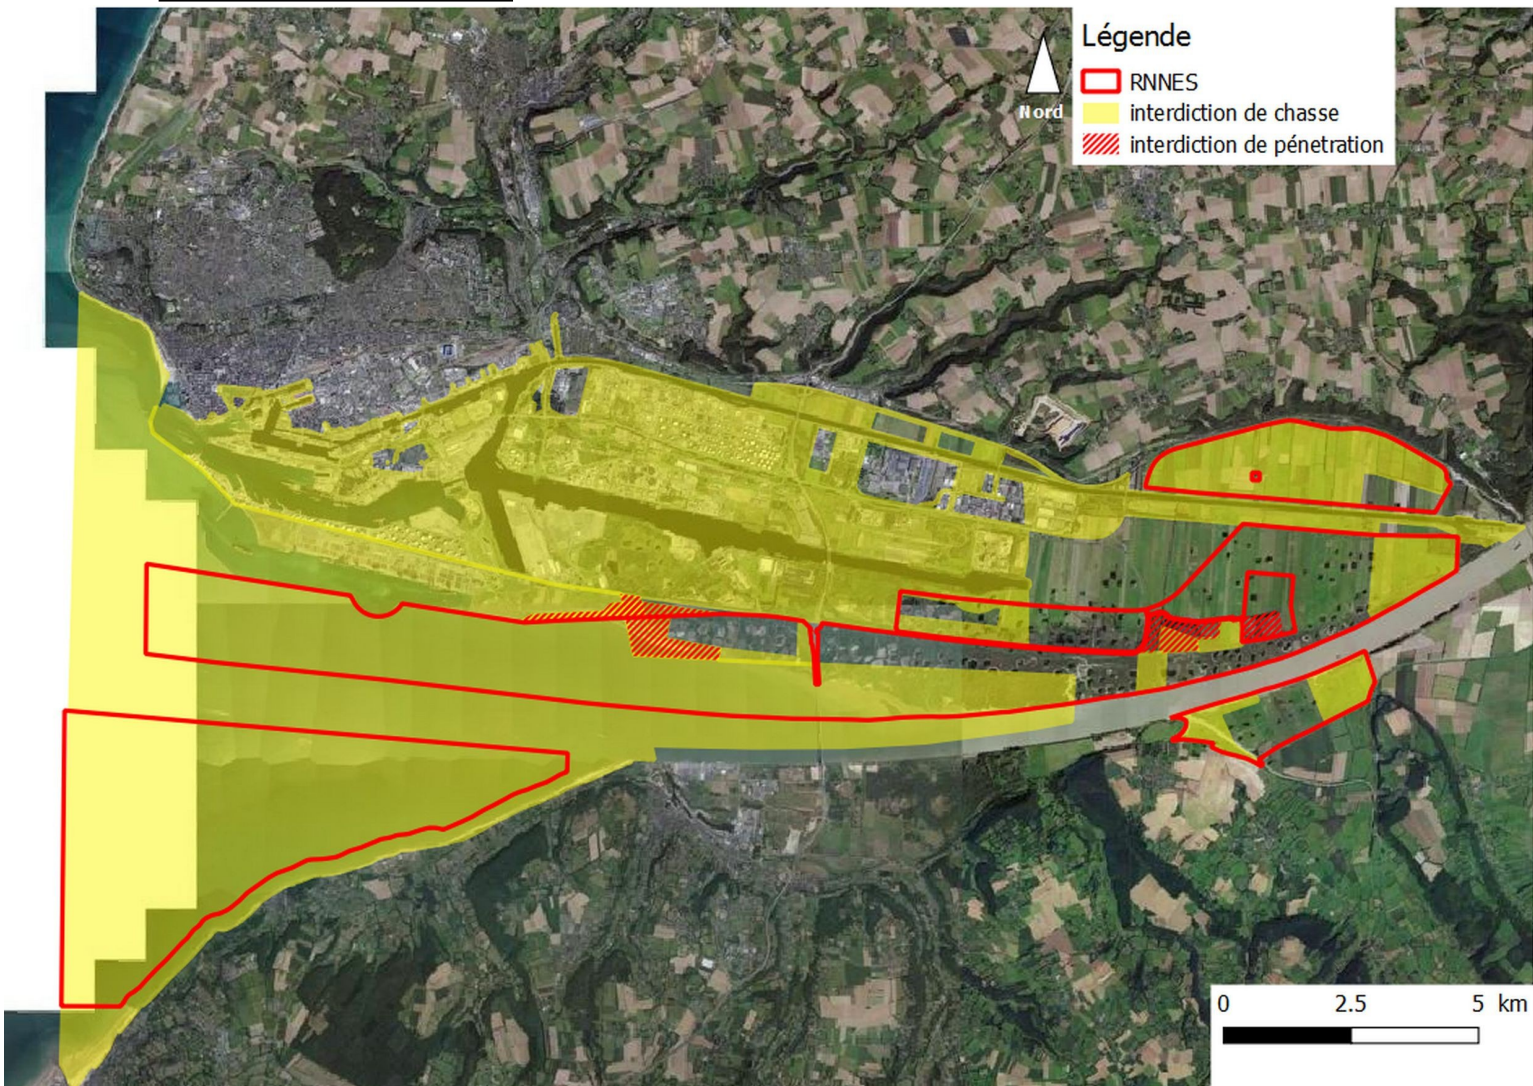 Légende
RNNES
interdiction de chasse
interdiction de pénetration
Nord
0 2.5 5 km